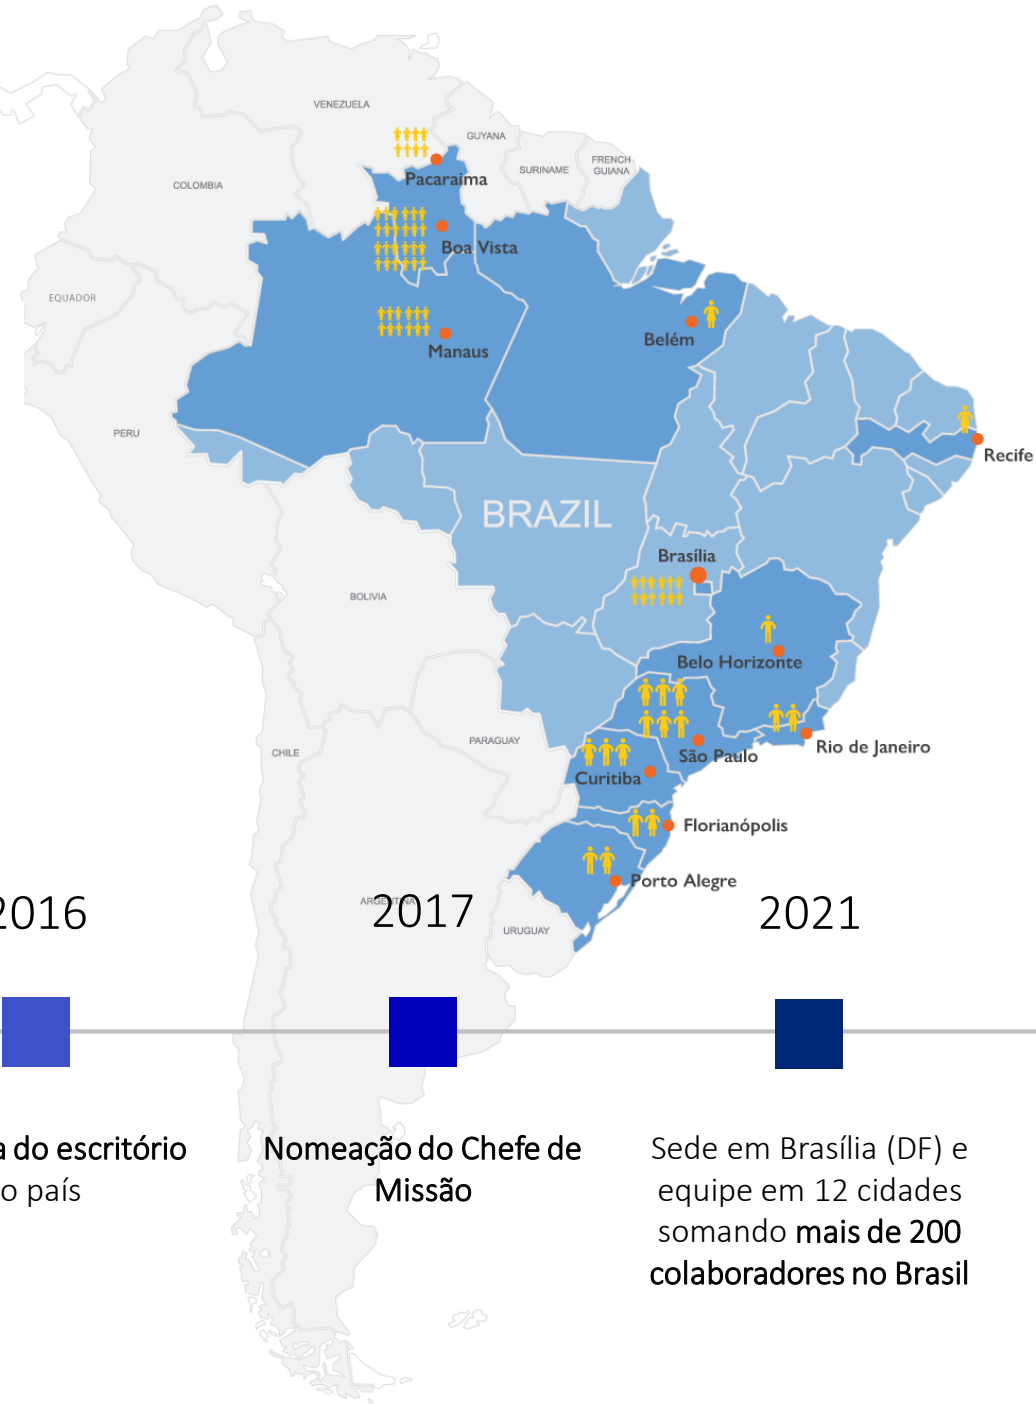 VENEZUELA
GUYANA
SURINAME
FRENCH
GUIANA
COLOMBIA
Pacaraima
Boa Vista
EQUADOR
Manaus
Belém
PERU
Recife
BRAZIL
Brasília
BOLIVIA
Belo Horizonte
PARAGUAY
CHILE
São Paulo
Rio de Janeiro
Curitiba
Florianópolis
Porto Alegre
ARGENTINA
URUGUAY
2016
2017
2021
do escritório
país
Nomeação do Chefe de
Missão
Sede em Brasília (DF) e
equipe em 12 cidades
somando mais de 200
colaboradores no Brasil